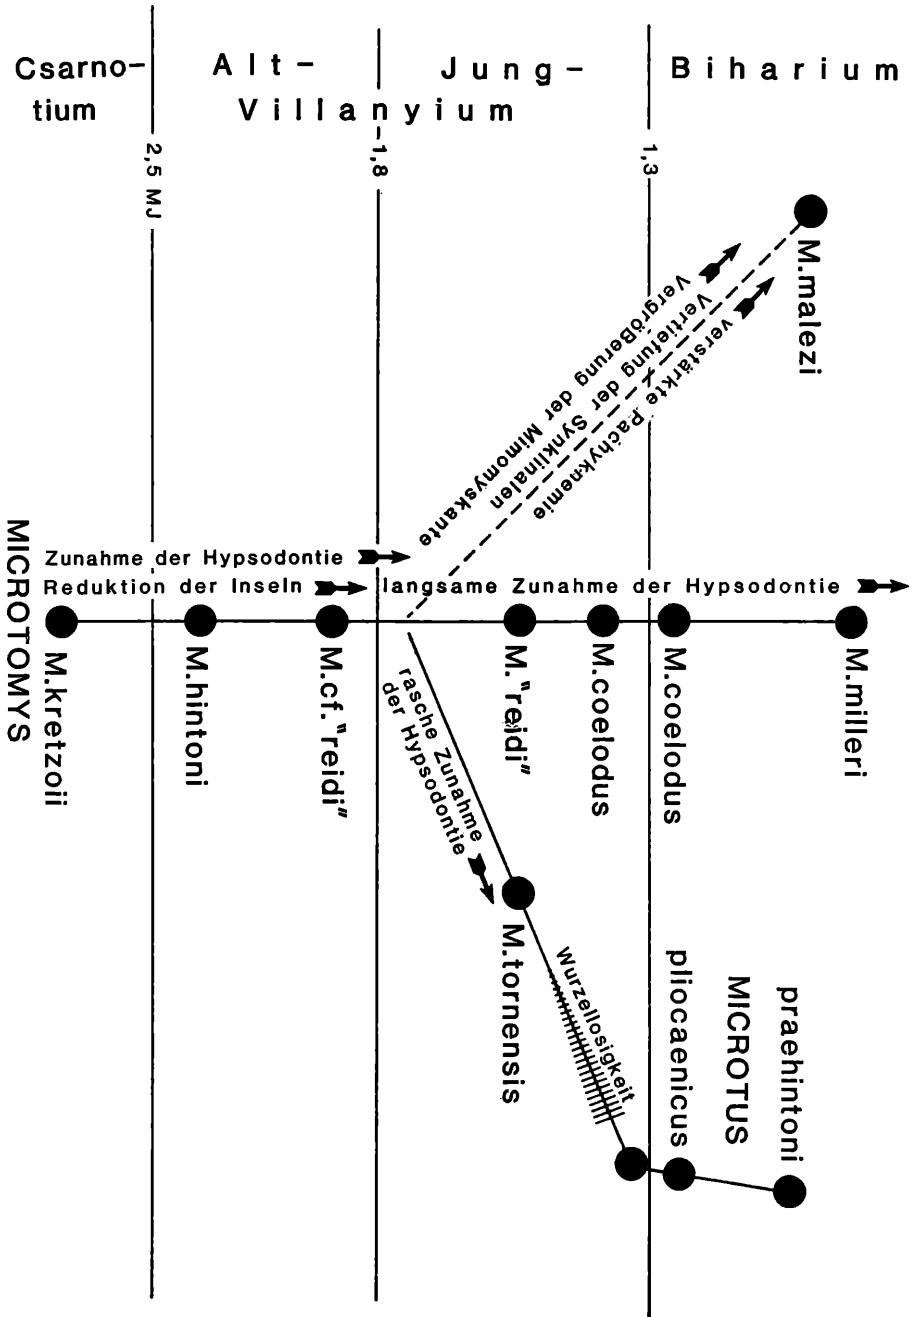 Csarno-
tium
Alt-
Jung-
Villanyium
Biharium
2,5 MJ
1,8
1,3
M.malezi
Vergrößerung der Mimomyskante
Vertiefung der Synklinalen
verstärkte Pachyknemie
Zunahme der Hypsodontie
Reduktion der Inseln
langsame Zunahme der Hypsodontie
MICROTOMYS
M.kretzoii
M.hintoni
M.cf."reidi"
M."reidi"
M.coelodus
M.coelodus
M.milleri
rasche Zunahme
der Hypsodontie
M.tornensis
Wurzellosigkeit
pliocaenicus
MICROTUS
praehintoni